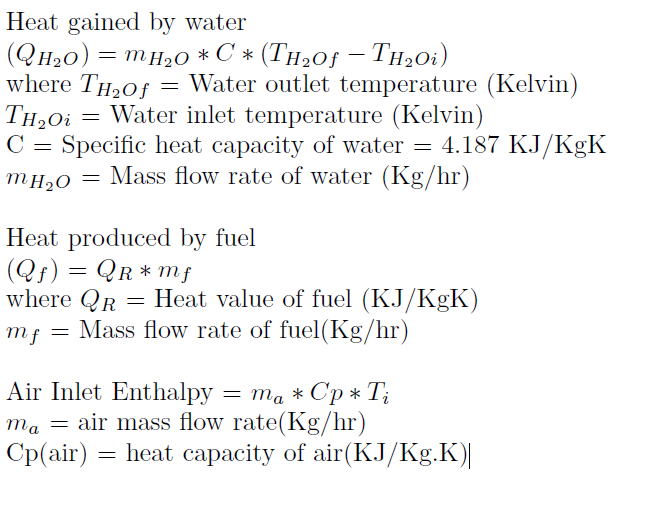 Heat gained by water
(Q_{H_2O}) = m_{H_2O} * C * (T_{H_2Of} − T_{H_2Oi})
where T_{H_2Of} = Water outlet temperature (Kelvin)
T_{H_2Oi} = Water inlet temperature (Kelvin)
C = Specific heat capacity of water = 4.187 KJ/KgK
m_{H_2O} = Mass flow rate of water (Kg/hr)
Heat produced by fuel
(Q_f) = Q_R * m_f
where Q_R = Heat value of fuel (KJ/KgK)
m_f = Mass flow rate of fuel(Kg/hr)
Air Inlet Enthalpy = m_a * Cp * T_i
m_a = air mass flow rate(Kg/hr)
Cp(air) = heat capacity of air(KJ/Kg.K)